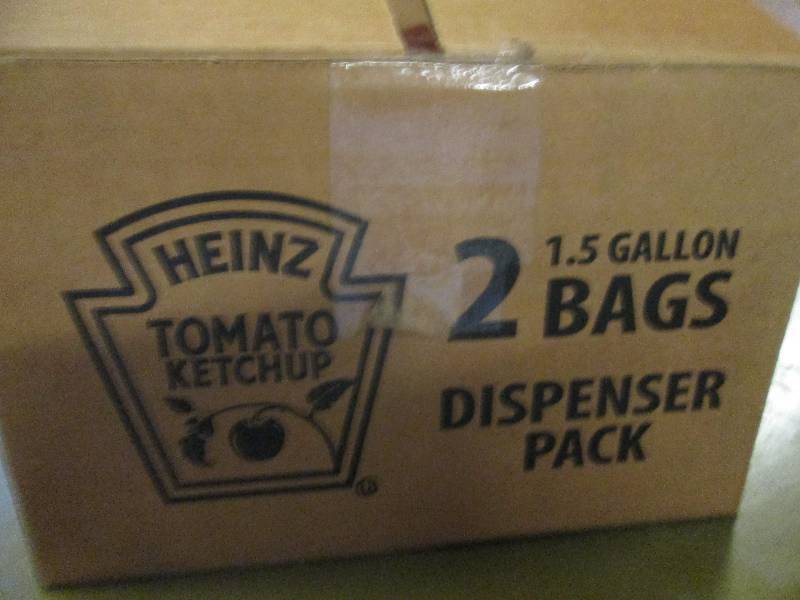 HEINZ
TOMATO
KETCHUP
®
2 1.5 GALLON
BAGS
DISPENSER
PACK